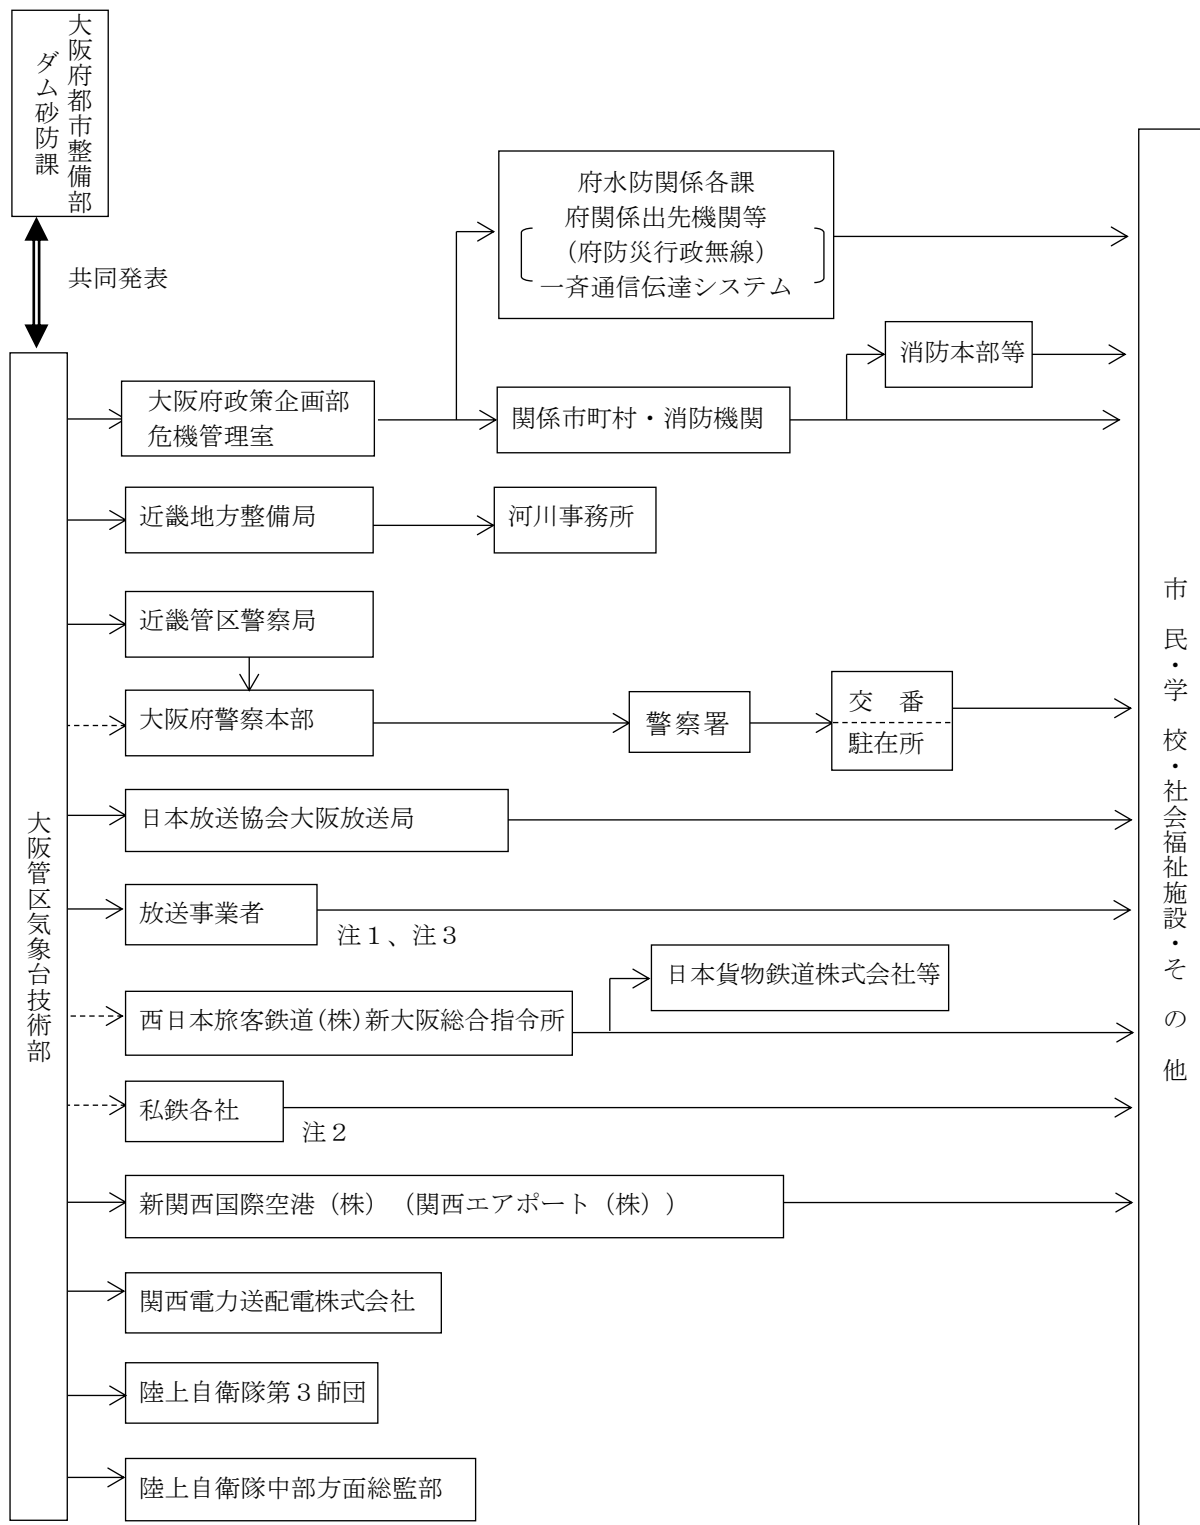 大阪府都市整備部
ダム砂防課
共同発表
府水防関係各課
府関係出先機関等
(府防災行政無線)
一斉通信伝達システム
消防本部等
大阪府政策企画部
危機管理室
関係市町村・消防機関
近畿地方整備局
河川事務所
近畿管区警察局
大阪府警察本部
警察署
交　番
駐在所
日本放送協会大阪放送局
放送事業者
注１、注３
日本貨物鉄道株式会社等
西日本旅客鉄道(株)新大阪総合指令所
私鉄各社
注２
新関西国際空港（株）（関西エアポート（株））
関西電力送配電株式会社
陸上自衛隊第３師団
陸上自衛隊中部方面総監部
大阪管区気象台技術部
市　民・学　校・社会福祉施設・そ　の　他